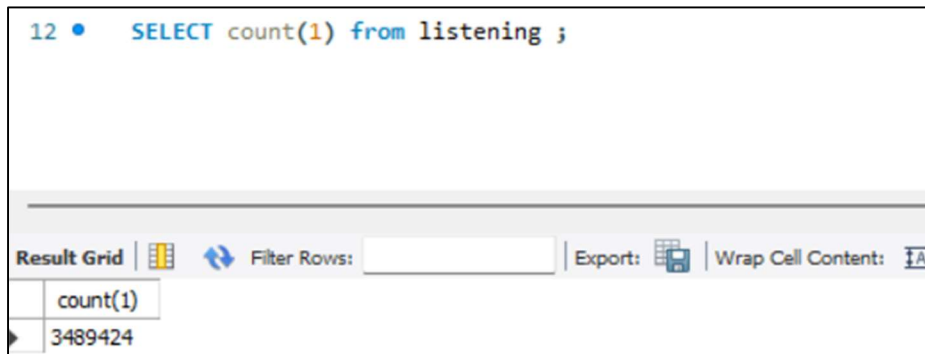 12 SELECT count(1) from listening ;
Result Grid Filter Rows: Export: Wrap Cell Content:
count(1)
3489424